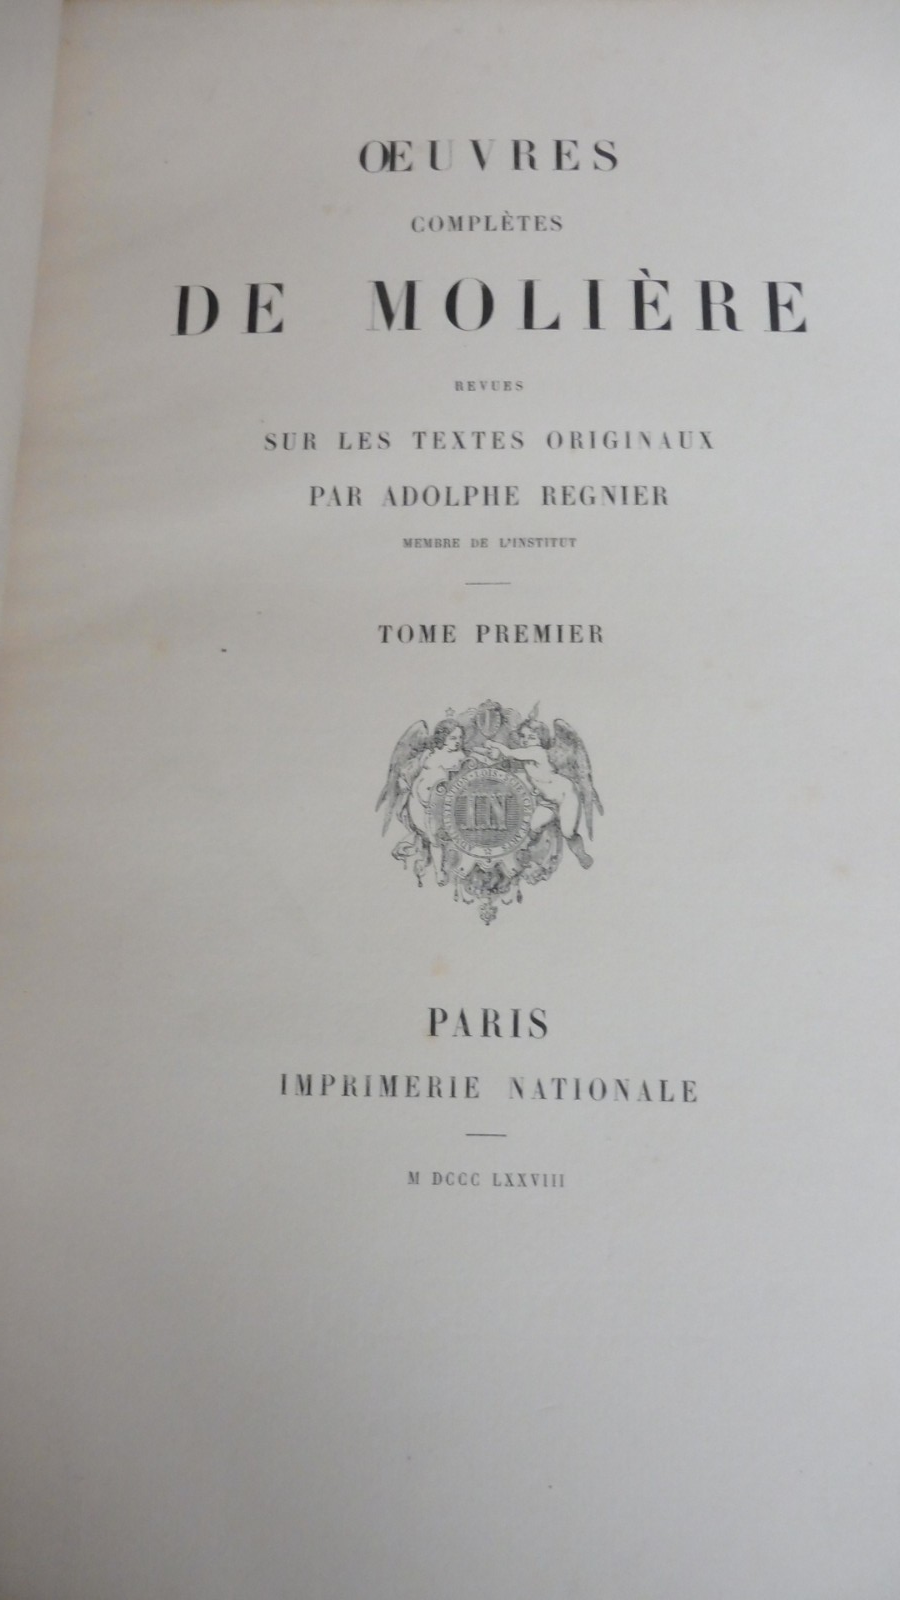 ŒUVRES
COMPLÈTES
DE MOLIÈRE
REVUES
SUR LES TEXTES ORIGINAUX
PAR ADOLPHE REGNIER
MEMBRE DE L'INSTITUT
TOME PREMIER
IN
PARIS
IMPRIMERIE NATIONALE
M DCCC LXXVIII